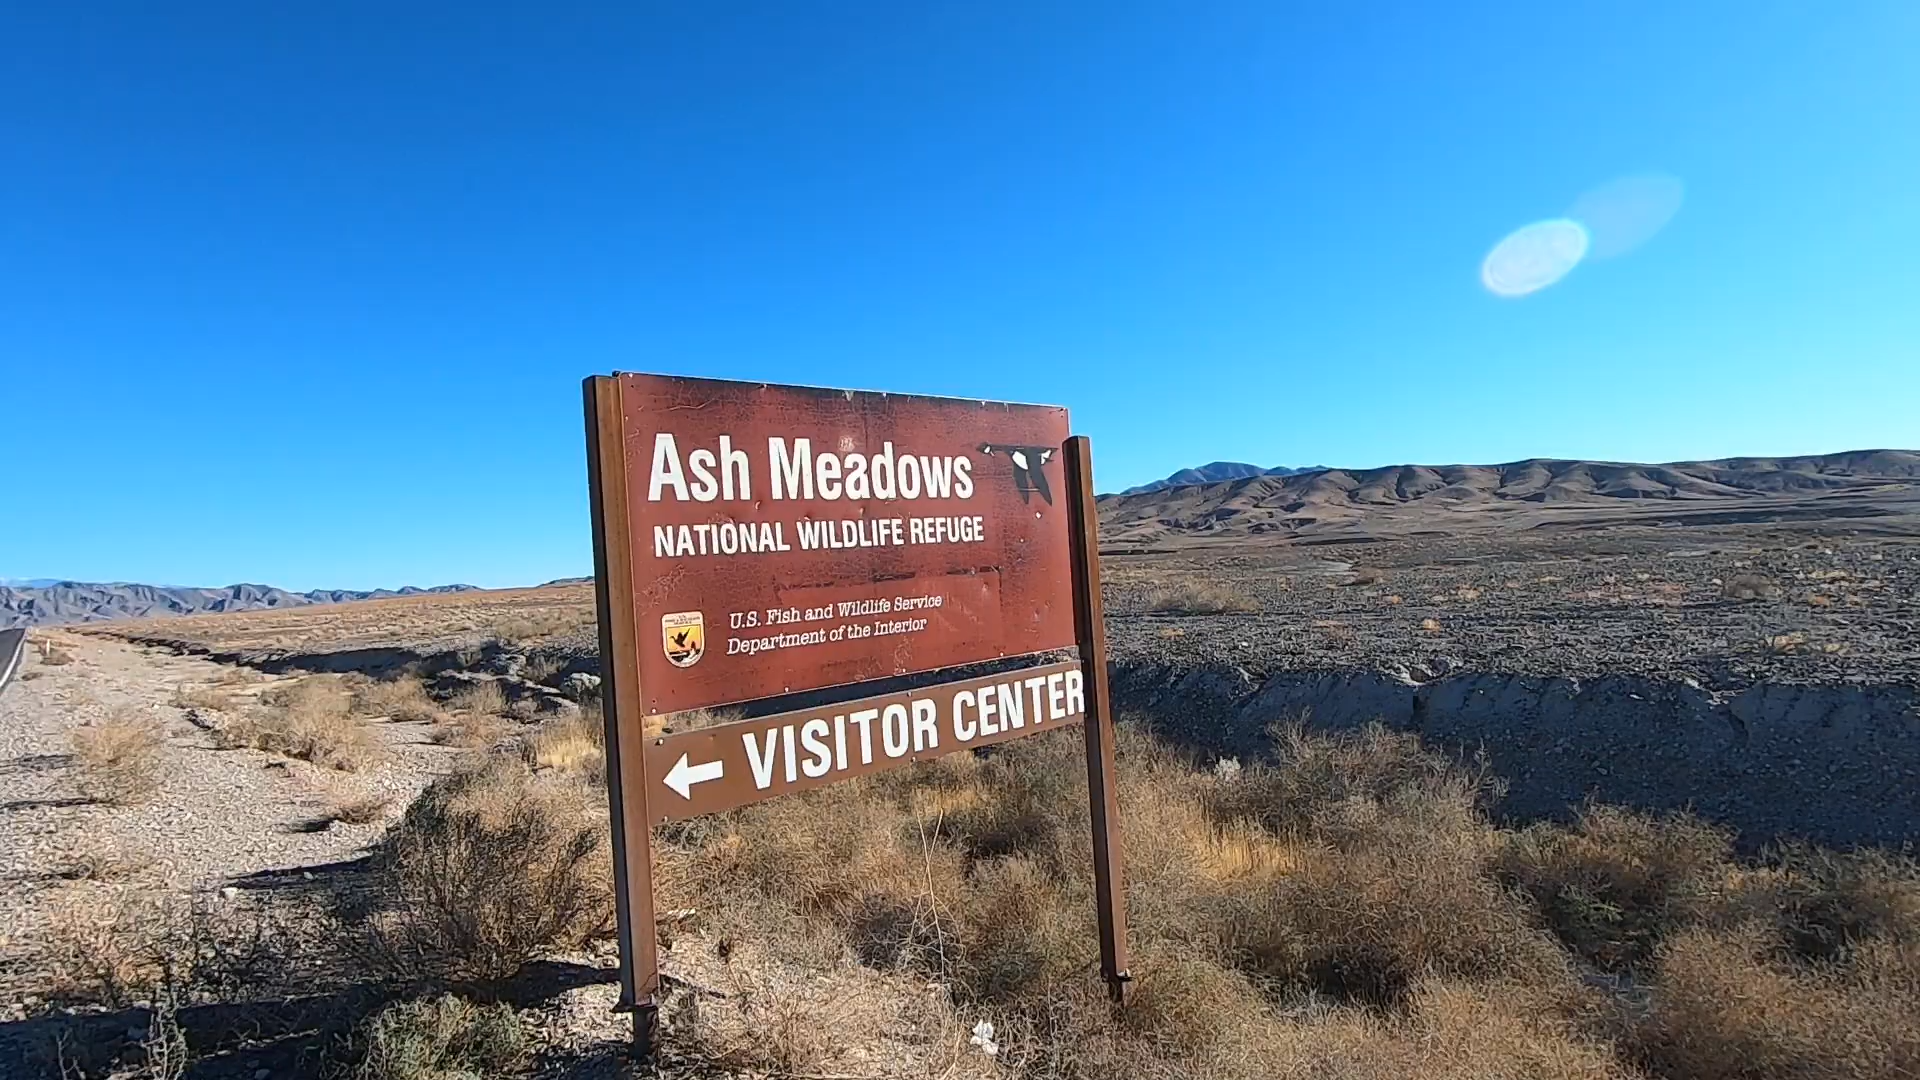 Ash Meadows
NATIONAL WILDLIFE REFUGE
U.S. Fish and Wildlife Service
Department of the Interior
← VISITOR CENTER